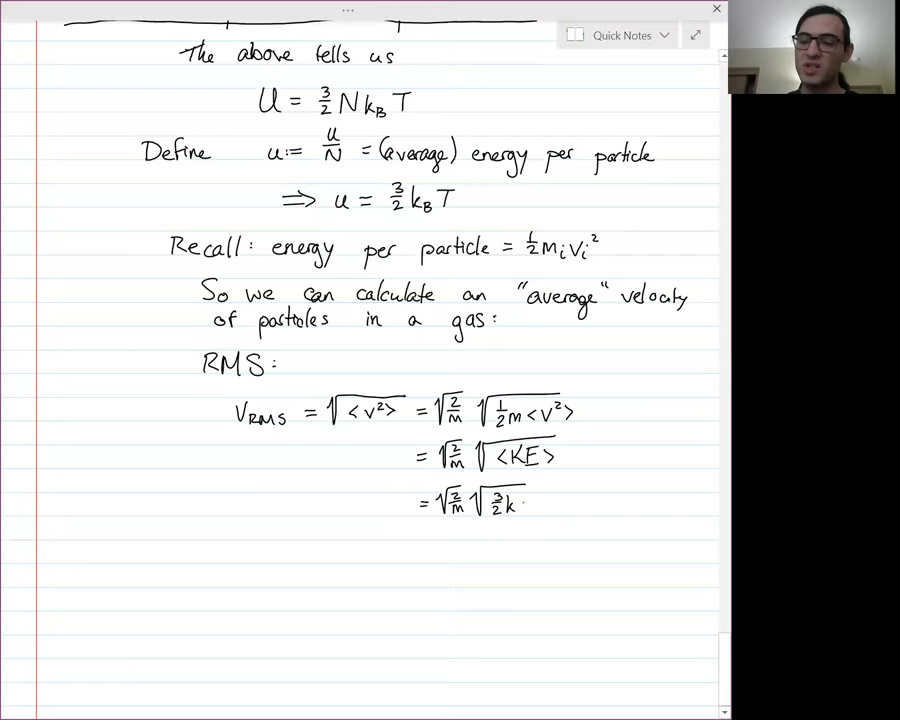 Quick Notes
The above tells us
U = 3/2 N k_B T
Define u := U/N = (average) energy per particle
⟹ u = 3/2 k_B T
Recall: energy per particle = 1/2 m_i v_i^2
So we can calculate an "average" velocity
of particles in a gas:
RMS:
V_RMS = √<v^2> = √(2/m) √(1/2 m <v^2>)
= √(2/m) √<KE>
= √(2/m) √(3/2 k